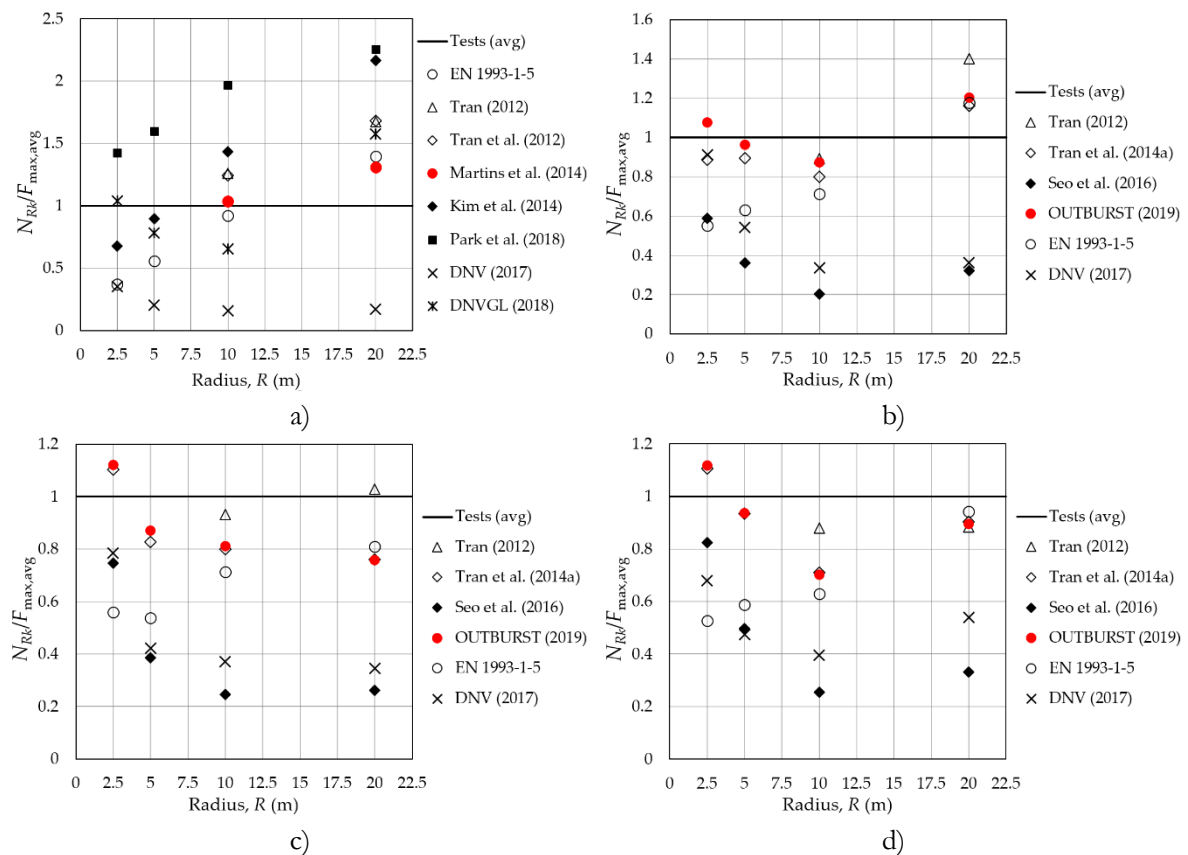 N_Rk/F_max,avg
2.5
2
1.5
1
0.5
0
0 2.5 5 7.5 10 12.5 15 17.5 20 22.5
Radius, R (m)
Tests (avg)
EN 1993-1-5
Tran (2012)
Tran et al. (2012)
Martins et al. (2014)
Kim et al. (2014)
Park et al. (2018)
DNV (2017)
DNVGL (2018)
a)
N_Rk/F_max,avg
1.6
1.4
1.2
1
0.8
0.6
0.4
0.2
0
0 2.5 5 7.5 10 12.5 15 17.5 20 22.5
Radius, R (m)
Tests (avg)
Tran (2012)
Tran et al. (2014a)
Seo et al. (2016)
OUTBURST (2019)
EN 1993-1-5
DNV (2017)
b)
N_Rk/F_max,avg
1.2
1
0.8
0.6
0.4
0.2
0
0 2.5 5 7.5 10 12.5 15 17.5 20 22.5
Radius, R (m)
Tests (avg)
Tran (2012)
Tran et al. (2014a)
Seo et al. (2016)
OUTBURST (2019)
EN 1993-1-5
DNV (2017)
c)
N_Rk/F_max,avg
1.2
1
0.8
0.6
0.4
0.2
0
0 2.5 5 7.5 10 12.5 15 17.5 20 22.5
Radius, R (m)
Tests (avg)
Tran (2012)
Tran et al. (2014a)
Seo et al. (2016)
OUTBURST (2019)
EN 1993-1-5
DNV (2017)
d)